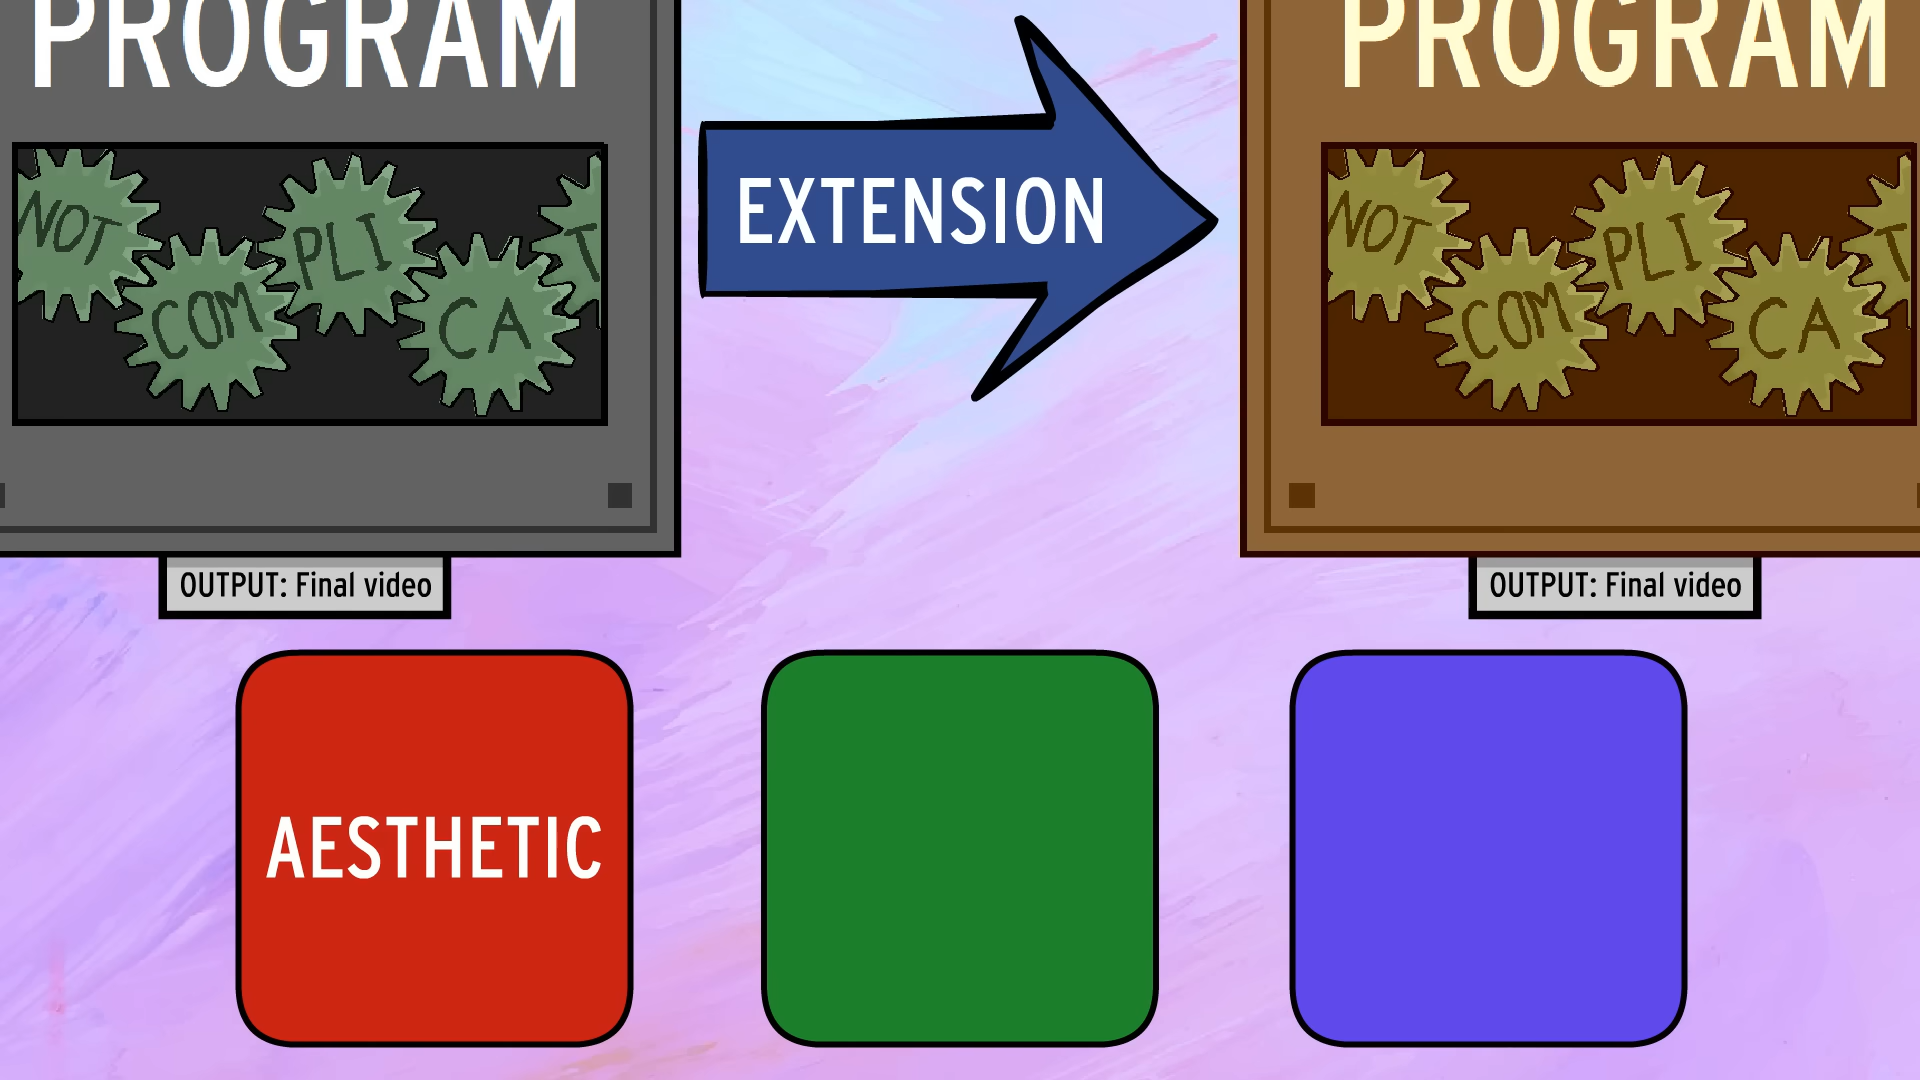 PROGRAM
NOT
COM
PLI
CA
T
OUTPUT: Final video
EXTENSION
PROGRAM
NOT
COM
PLI
CA
T
OUTPUT: Final video
AESTHETIC